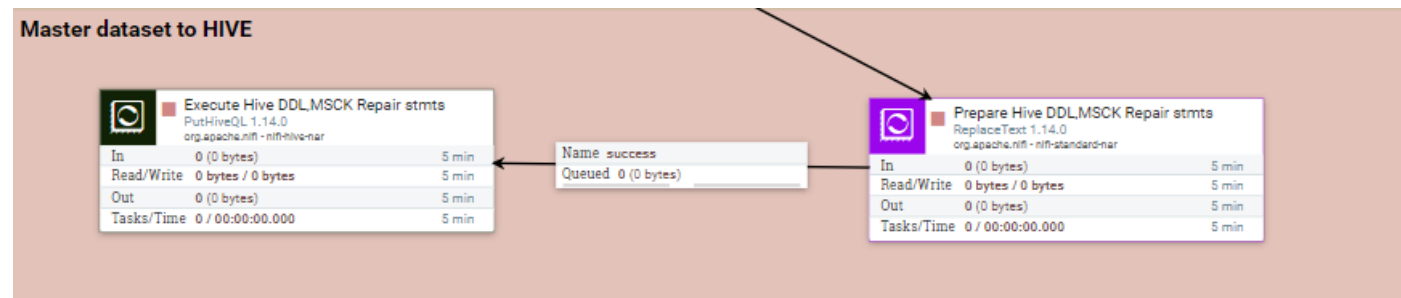 Master dataset to HIVE
Execute Hive DDL,MSCK Repair stmts
PutHiveQL 1.14.0
org.apache.nifi - nifi-hive-nar
In 0 (0 bytes) 5 min
Read/Write 0 bytes / 0 bytes 5 min
Out 0 (0 bytes) 5 min
Tasks/Time 0 / 00:00:00.000 5 min
Name success
Queued 0 (0 bytes)
Prepare Hive DDL,MSCK Repair stmts
ReplaceText 1.14.0
org.apache.nifi - nifi-standard-nar
In 0 (0 bytes) 5 min
Read/Write 0 bytes / 0 bytes 5 min
Out 0 (0 bytes) 5 min
Tasks/Time 0 / 00:00:00.000 5 min